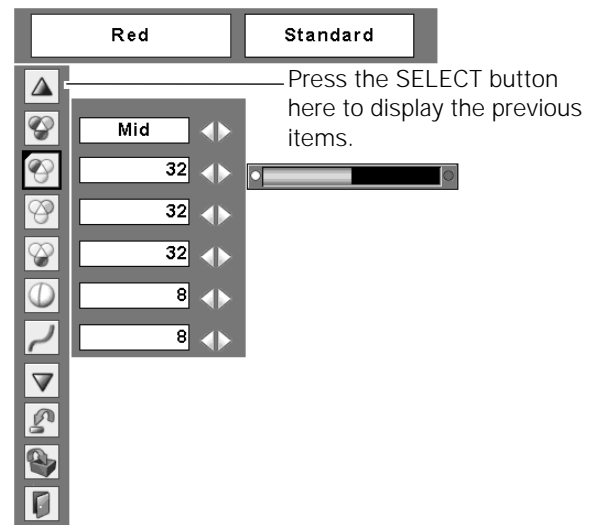 Red
Standard
Press the SELECT button
here to display the previous
items.
Mid
32
32
32
8
8